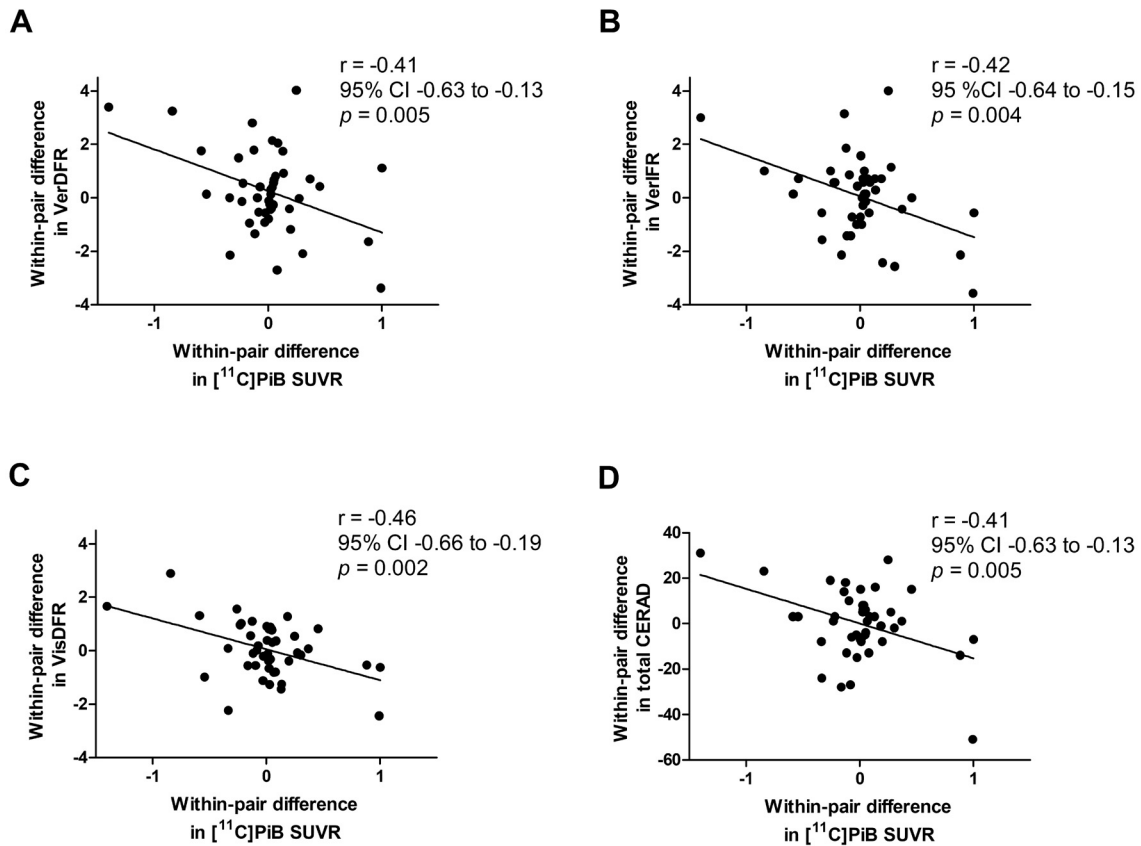 A
r = -0.41
95% CI -0.63 to -0.13
p = 0.005
Within-pair difference
in VerDFR
4
2
0
-2
-4
-1
0
1
Within-pair difference
in [¹¹C]PiB SUVR
B
r = -0.42
95 %CI -0.64 to -0.15
p = 0.004
Within-pair difference
in VerIFR
4
2
0
-2
-4
-1
0
1
Within-pair difference
in [¹¹C]PiB SUVR
C
r = -0.46
95% CI -0.66 to -0.19
p = 0.002
Within-pair difference
in VisDFR
4
2
0
-2
-4
-1
0
1
Within-pair difference
in [¹¹C]PiB SUVR
D
r = -0.41
95% CI -0.63 to -0.13
p = 0.005
Within-pair difference
in total CERAD
40
20
0
-20
-40
-60
-1
0
1
Within-pair difference
in [¹¹C]PiB SUVR